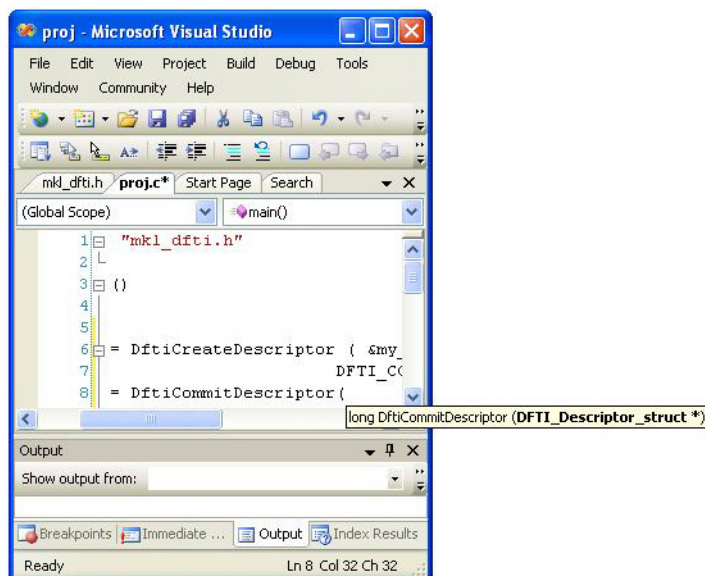 proj - Microsoft Visual Studio
File Edit View Project Build Debug Tools
Window Community Help
mkl_dfti.h proj.c* Start Page Search
(Global Scope) main()
1 "mkl_dfti.h"
2
3 ()
4
5
6 = DftiCreateDescriptor ( &my_
7 DFTI_CO
8 = DftiCommitDescriptor(
long DftiCommitDescriptor (DFTI_Descriptor_struct *)
Output
Show output from:
Breakpoints Immediate ... Output Index Results
Ready Ln 8 Col 32 Ch 32